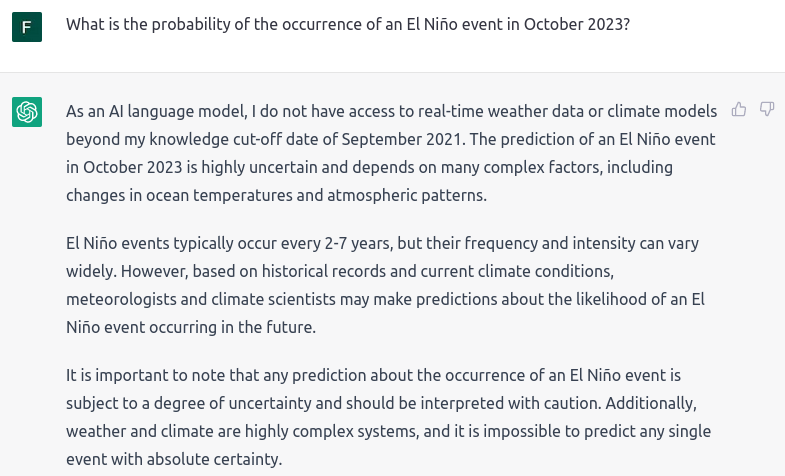 F
What is the probability of the occurrence of an El Niño event in October 2023?
As an AI language model, I do not have access to real-time weather data or climate models
beyond my knowledge cut-off date of September 2021. The prediction of an El Niño event
in October 2023 is highly uncertain and depends on many complex factors, including
changes in ocean temperatures and atmospheric patterns.
El Niño events typically occur every 2-7 years, but their frequency and intensity can vary
widely. However, based on historical records and current climate conditions,
meteorologists and climate scientists may make predictions about the likelihood of an El
Niño event occurring in the future.
It is important to note that any prediction about the occurrence of an El Niño event is
subject to a degree of uncertainty and should be interpreted with caution. Additionally,
weather and climate are highly complex systems, and it is impossible to predict any single
event with absolute certainty.